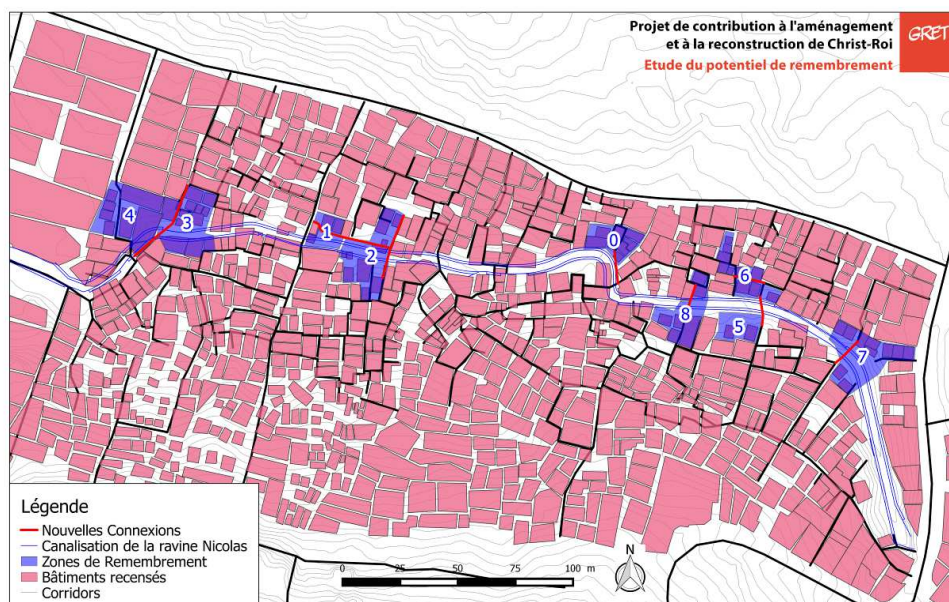 Projet de contribution à l'aménagement
et à la reconstruction de Christ-Roi
Etude du potentiel de remembrement
GRET
4
3
1
2
0
6
8
5
7
Légende
Nouvelles Connexions
Canalisation de la ravine Nicolas
Zones de Remembrement
Bâtiments recensés
Corridors
0 25 50 75 100 m
N